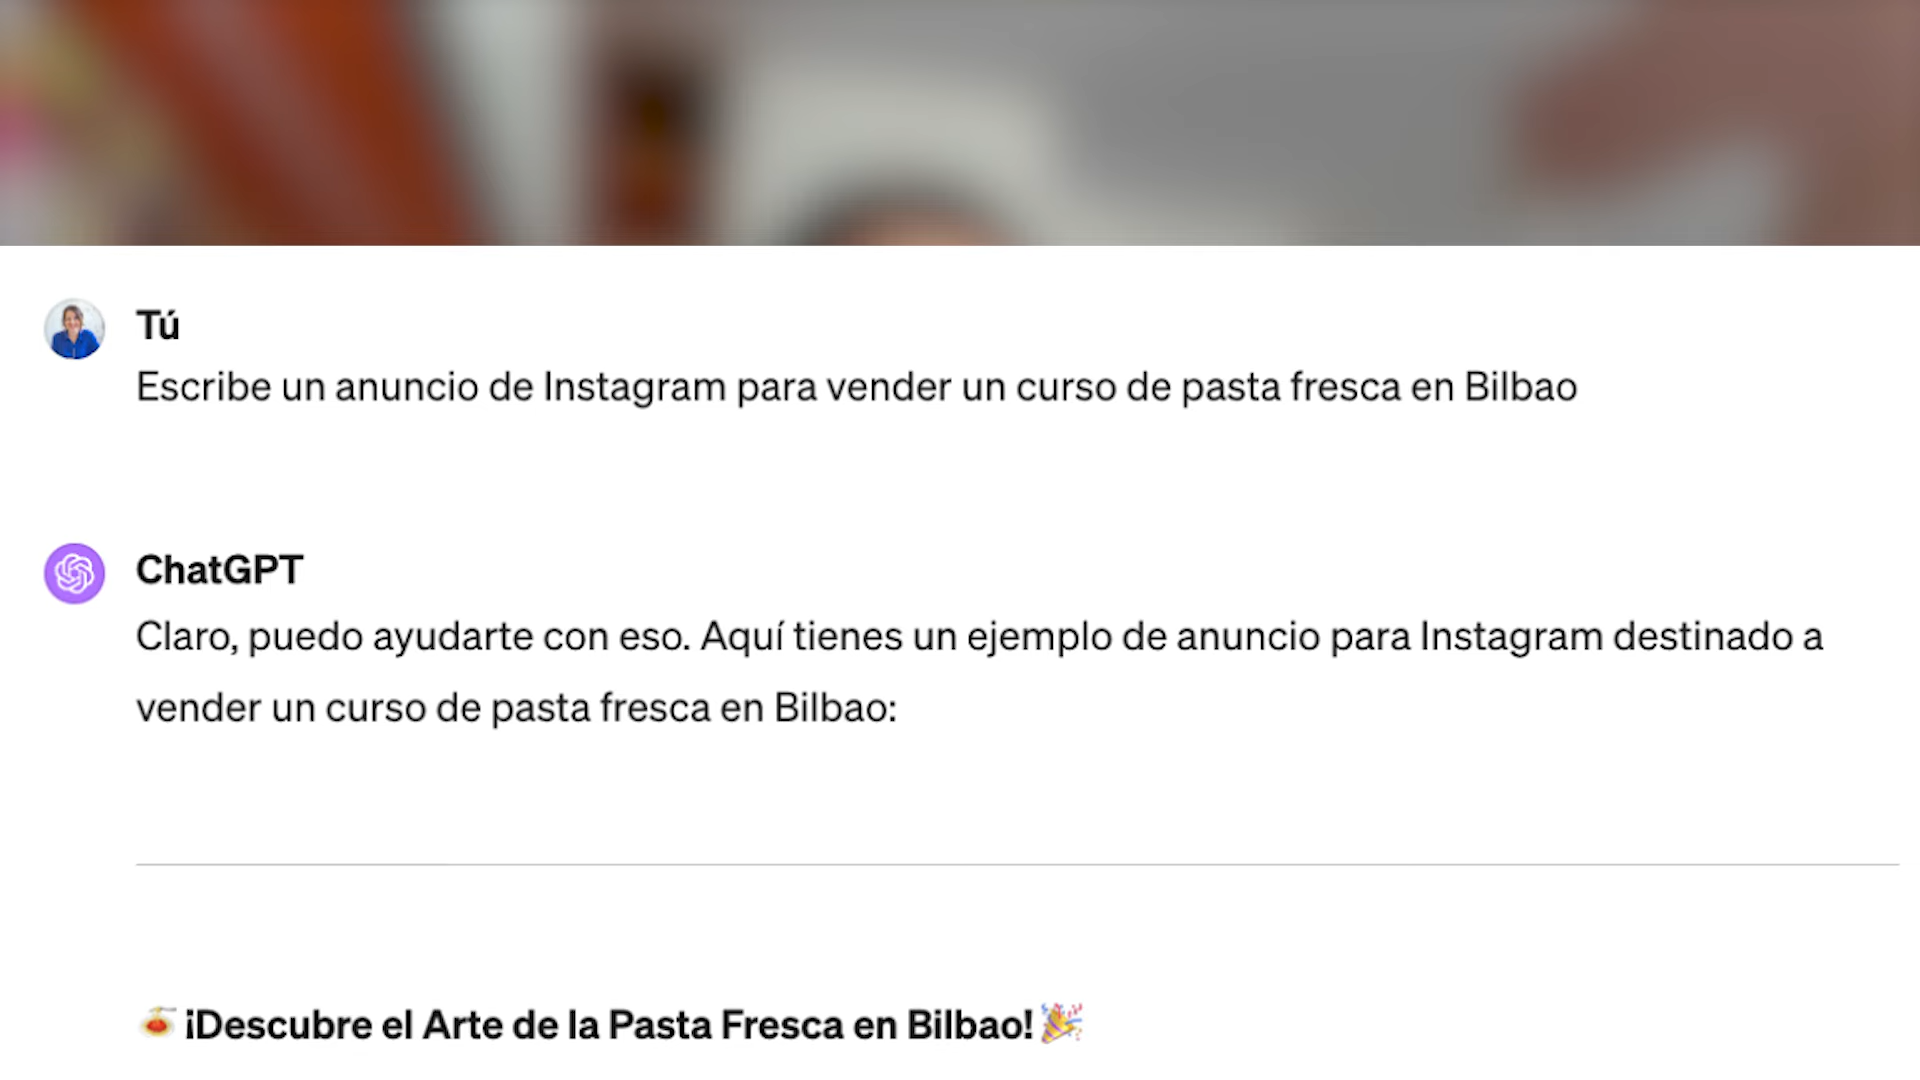 Tú
Escribe un anuncio de Instagram para vender un curso de pasta fresca en Bilbao
ChatGPT
Claro, puedo ayudarte con eso. Aquí tienes un ejemplo de anuncio para Instagram destinado a
vender un curso de pasta fresca en Bilbao:
🍝 ¡Descubre el Arte de la Pasta Fresca en Bilbao! 🎉